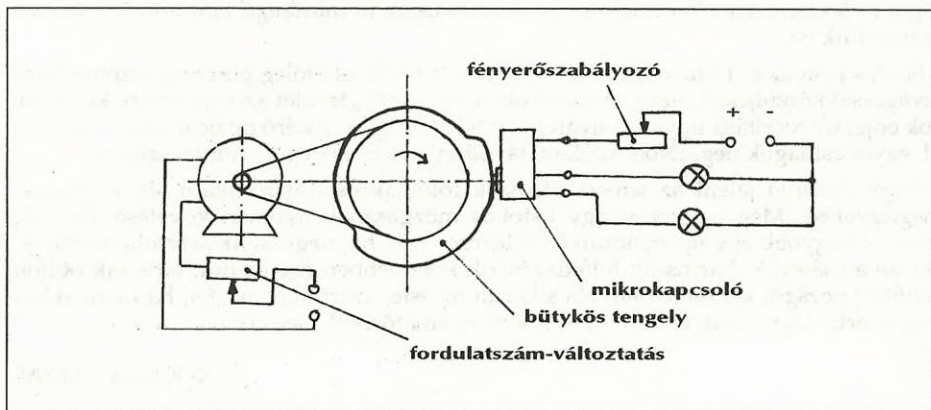 fényerőszabályozó
+
mikrokapcsoló
bütykös tengely
fordulatszám-változtatás